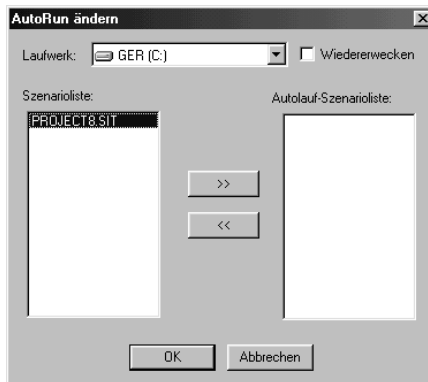 AutoRun ändern
Laufwerk: GER (C:) Wiedererwecken
Szenarioliste: Autolauf-Szenarioliste:
PROJECT8.SIT
>>
<<
OK Abbrechen